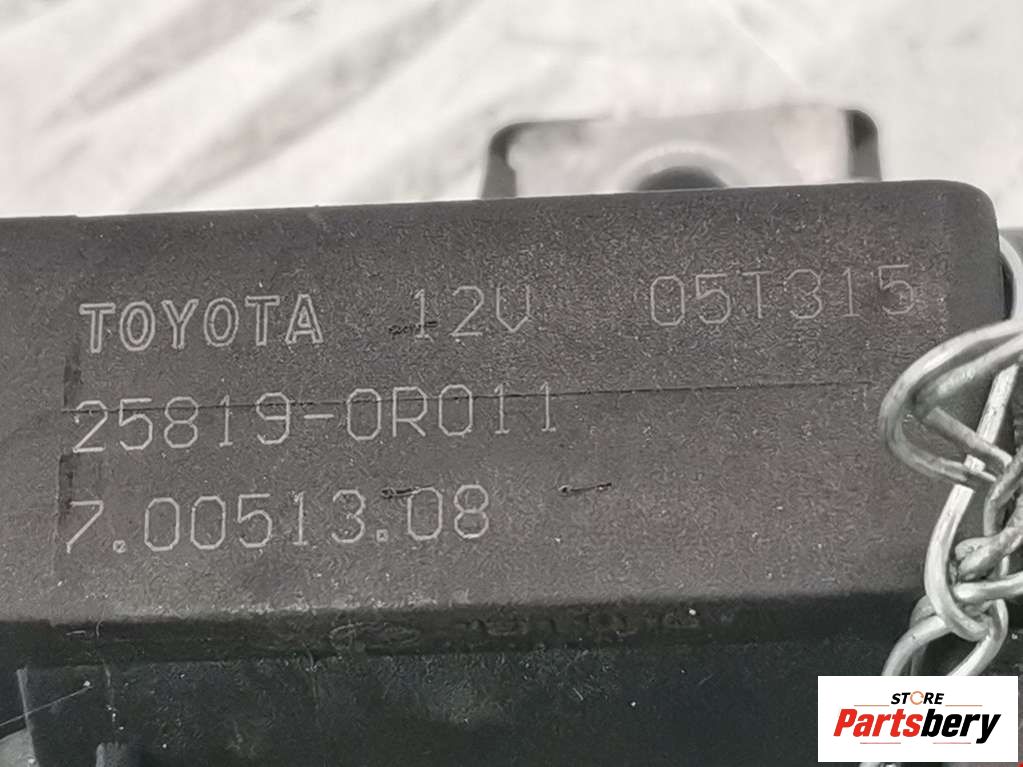 TOYOTA 12V 05T315
25819-0R011
7.00513.08
STORE
Partsbery